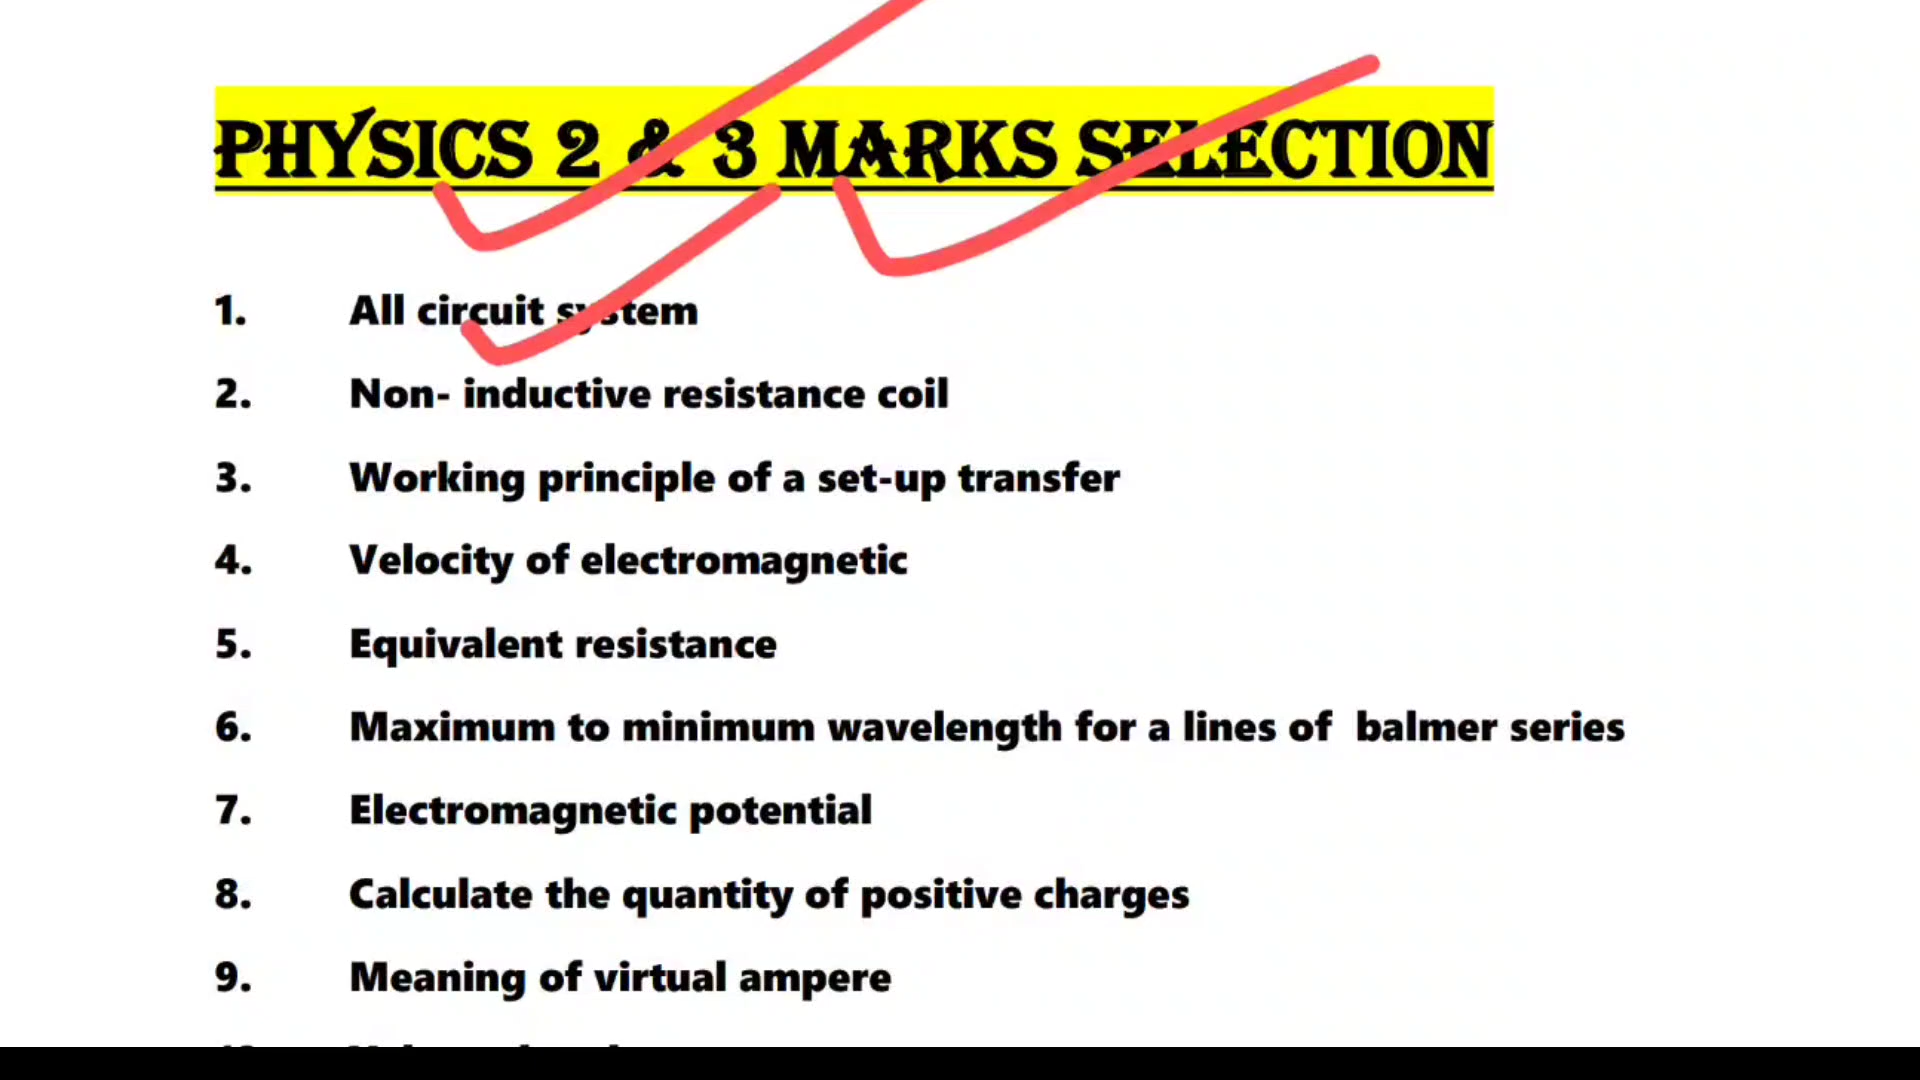 PHYSICS 2 & 3 MARKS SELECTION
1. All circuit system
2. Non- inductive resistance coil
3. Working principle of a set-up transfer
4. Velocity of electromagnetic
5. Equivalent resistance
6. Maximum to minimum wavelength for a lines of balmer series
7. Electromagnetic potential
8. Calculate the quantity of positive charges
9. Meaning of virtual ampere